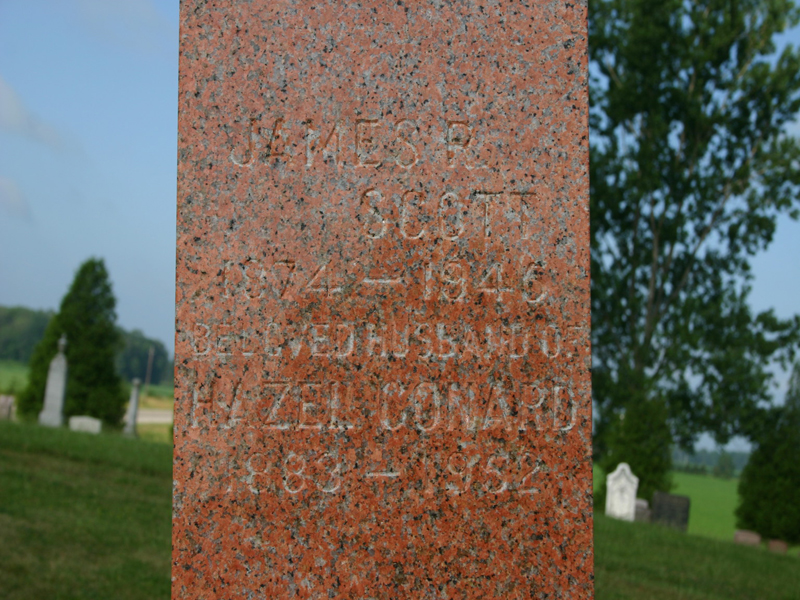 JAMES R.
SCOTT
1874 – 1946
BELOVED HUSBAND OF
HAZEL CONARD
1883 – 1952